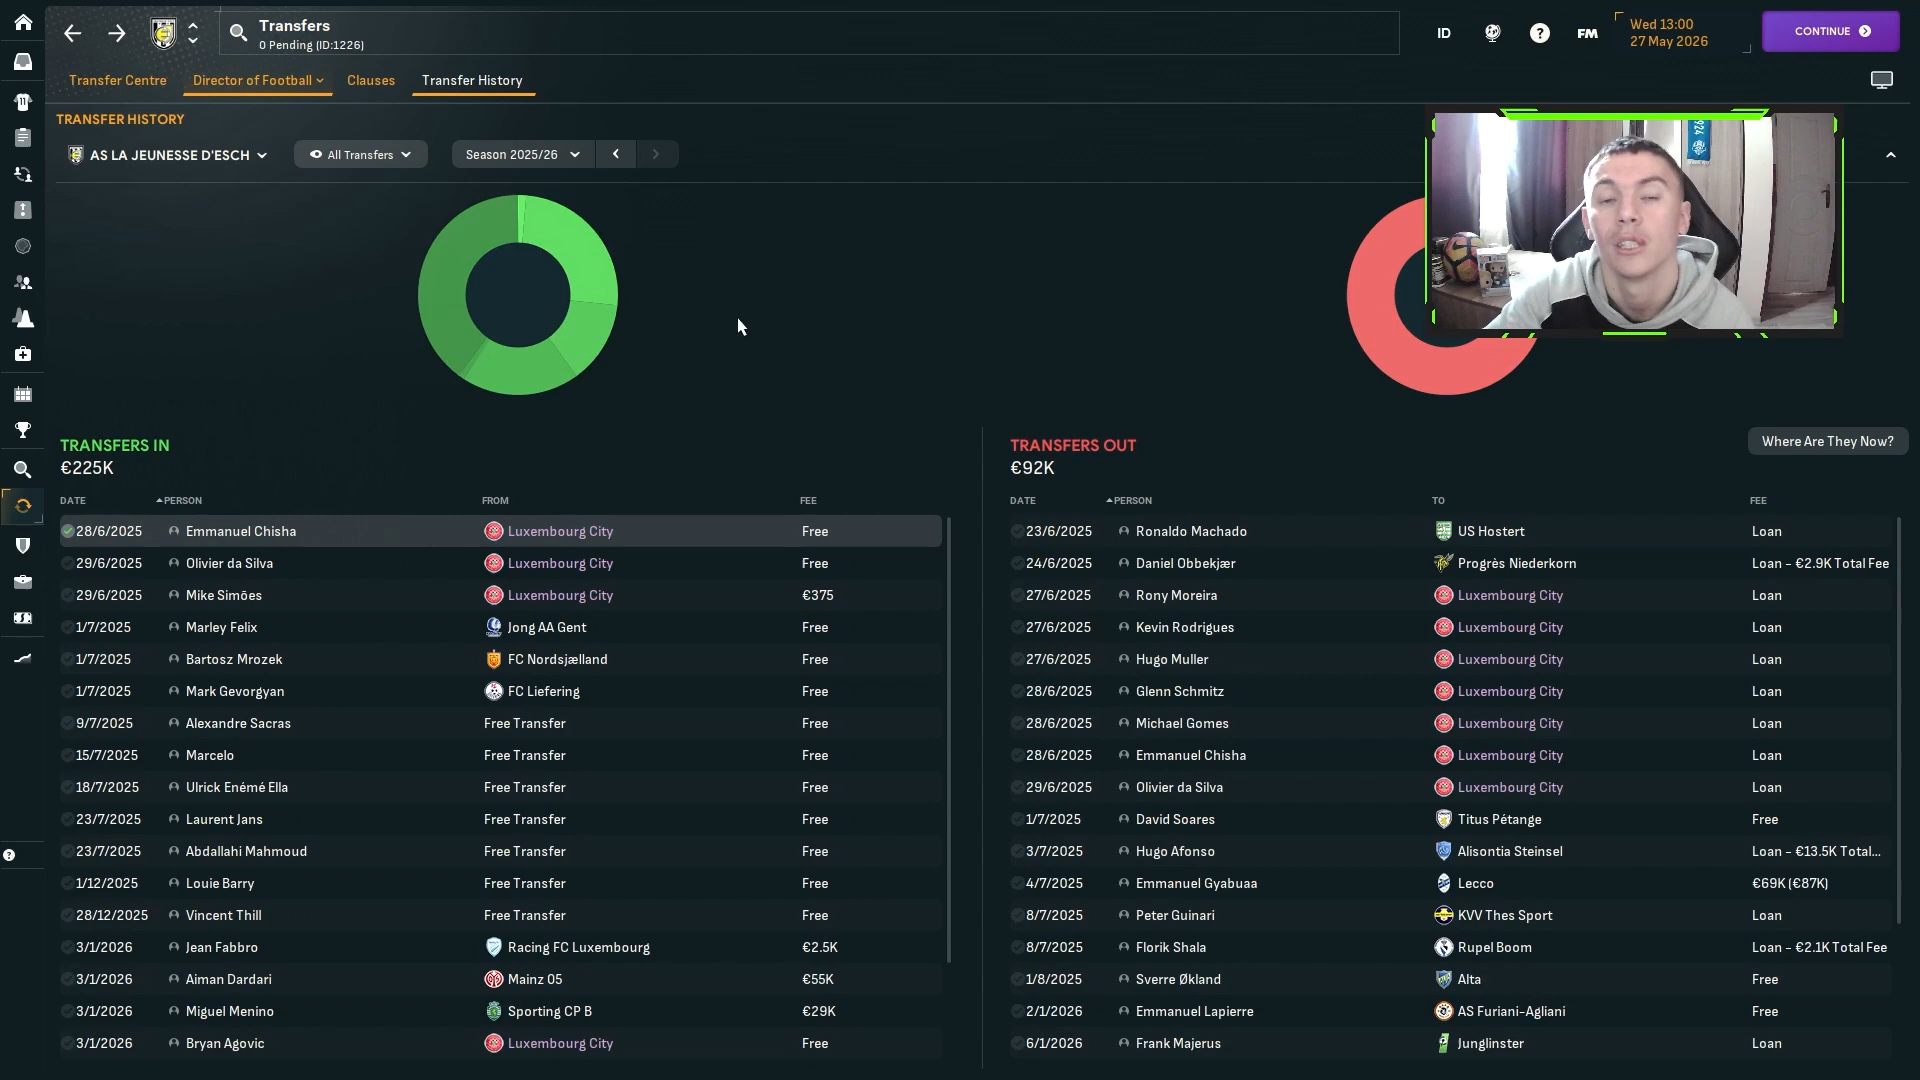 Transfers
0 Pending (ID:1226)
ID
FM
Wed 13:00
27 May 2026
CONTINUE
Transfer Centre
Director of Football
Clauses
Transfer History
TRANSFER HISTORY
AS LA JEUNESSE D'ESCH
All Transfers
Season 2025/26
TRANSFERS IN
€225K
DATE PERSON FROM FEE
28/6/2025 Emmanuel Chisha Luxembourg City Free
29/6/2025 Olivier da Silva Luxembourg City Free
29/6/2025 Mike Simões Luxembourg City €375
1/7/2025 Marley Felix Jong AA Gent Free
1/7/2025 Bartosz Mrozek FC Nordsjælland Free
1/7/2025 Mark Gevorgyan FC Liefering Free
9/7/2025 Alexandre Sacras Free Transfer Free
15/7/2025 Marcelo Free Transfer Free
18/7/2025 Ulrick Enémé Ella Free Transfer Free
23/7/2025 Laurent Jans Free Transfer Free
23/7/2025 Abdallahi Mahmoud Free Transfer Free
1/12/2025 Louie Barry Free Transfer Free
28/12/2025 Vincent Thill Free Transfer Free
3/1/2026 Jean Fabbro Racing FC Luxembourg €2.5K
3/1/2026 Aiman Dardari Mainz 05 €55K
3/1/2026 Miguel Menino Sporting CP B €29K
3/1/2026 Bryan Agovic Luxembourg City Free
TRANSFERS OUT
€92K
Where Are They Now?
DATE PERSON TO FEE
23/6/2025 Ronaldo Machado US Hostert Loan
24/6/2025 Daniel Obbekjær Progrès Niederkorn Loan - €2.9K Total Fee
27/6/2025 Rony Moreira Luxembourg City Loan
27/6/2025 Kevin Rodrigues Luxembourg City Loan
27/6/2025 Hugo Muller Luxembourg City Loan
28/6/2025 Glenn Schmitz Luxembourg City Loan
28/6/2025 Michael Gomes Luxembourg City Loan
28/6/2025 Emmanuel Chisha Luxembourg City Loan
29/6/2025 Olivier da Silva Luxembourg City Loan
1/7/2025 David Soares Titus Pétange Free
3/7/2025 Hugo Afonso Alisontia Steinsel Loan - €13.5K Total...
4/7/2025 Emmanuel Gyabuaa Lecco €69K (€87K)
8/7/2025 Peter Guinari KVV Thes Sport Loan
8/7/2025 Florik Shala Rupel Boom Loan - €2.1K Total Fee
1/8/2025 Sverre Økland Alta Free
2/1/2026 Emmanuel Lapierre AS Furiani-Agliani Free
6/1/2026 Frank Majerus Junglinster Loan